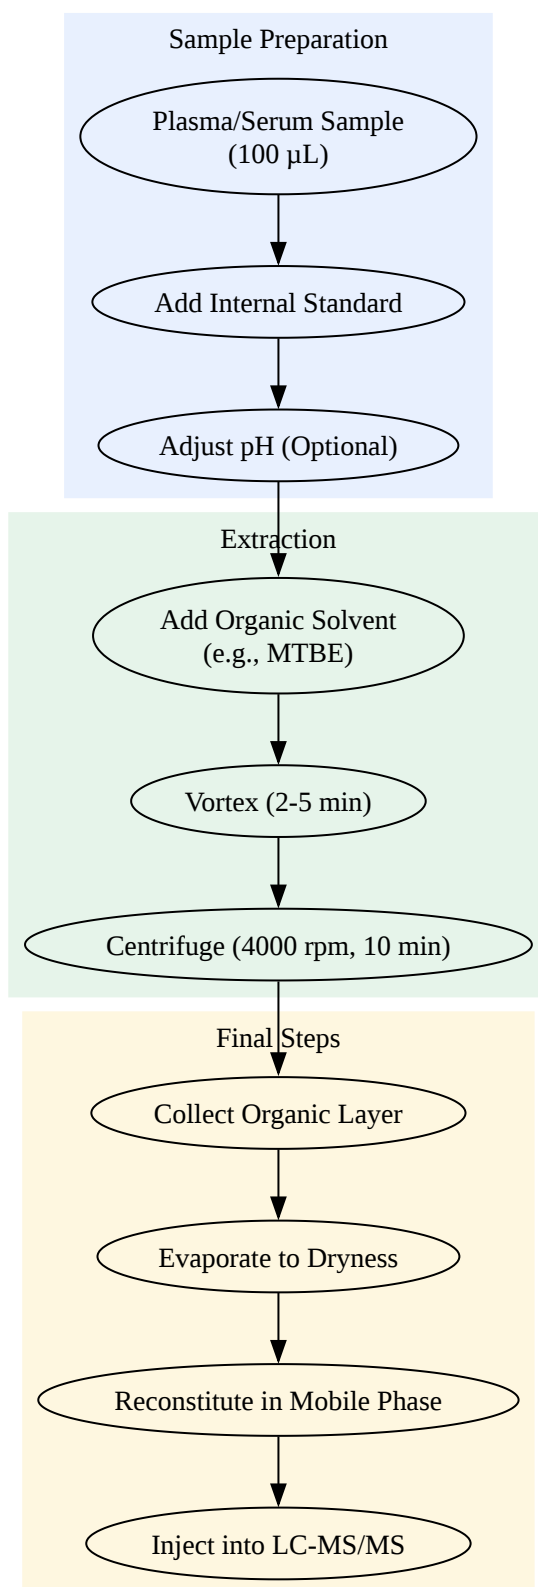 Sample Preparation
Plasma/Serum Sample
(100 µL)
Add Internal Standard
Adjust pH (Optional)
Extraction
Add Organic Solvent
(e.g., MTBE)
Vortex (2-5 min)
Centrifuge (4000 rpm, 10 min)
Final Steps
Collect Organic Layer
Evaporate to Dryness
Reconstitute in Mobile Phase
Inject into LC-MS/MS